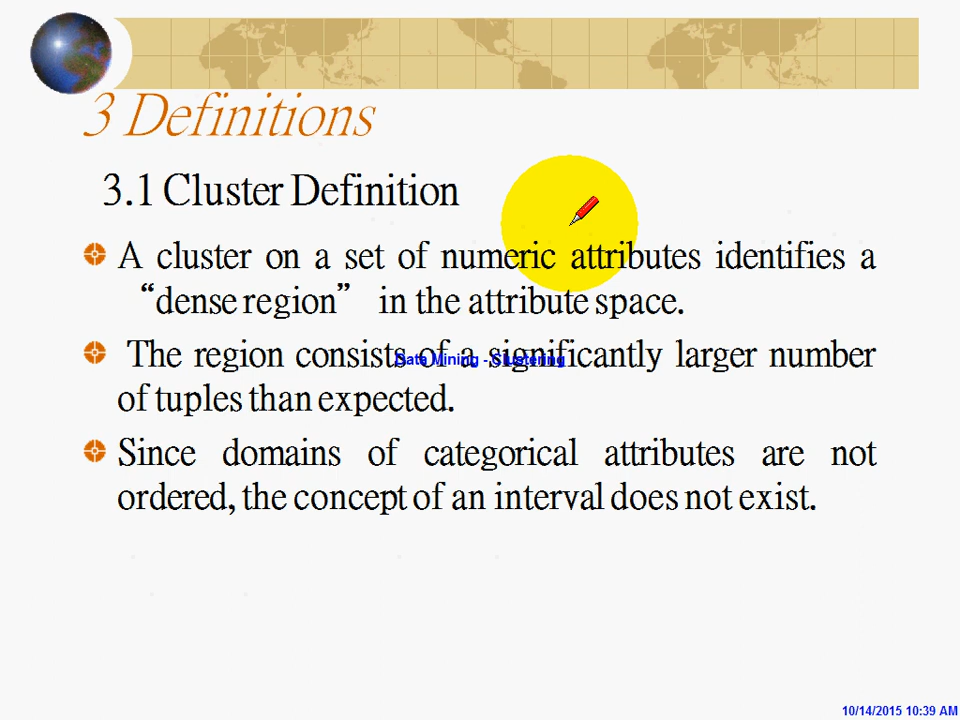 3 Definitions
3.1 Cluster Definition
A cluster on a set of numeric attributes identifies a
“dense region” in the attribute space.
The region consists of a significantly larger number
Data Mining - Clustering
of tuples than expected.
Since domains of categorical attributes are not
ordered, the concept of an interval does not exist.
10/14/2015 10:39 AM